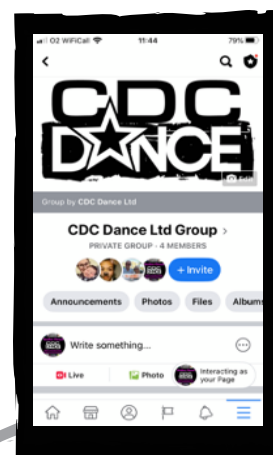 O2 WiFiCall 11:44 79%
CDC
DANCE
Edit
Group by CDC Dance Ltd
CDC Dance Ltd Group >
PRIVATE GROUP · 4 MEMBERS
+ Invite
Announcements Photos Files Album
Write something...
Live Photo Interacting as
your Page